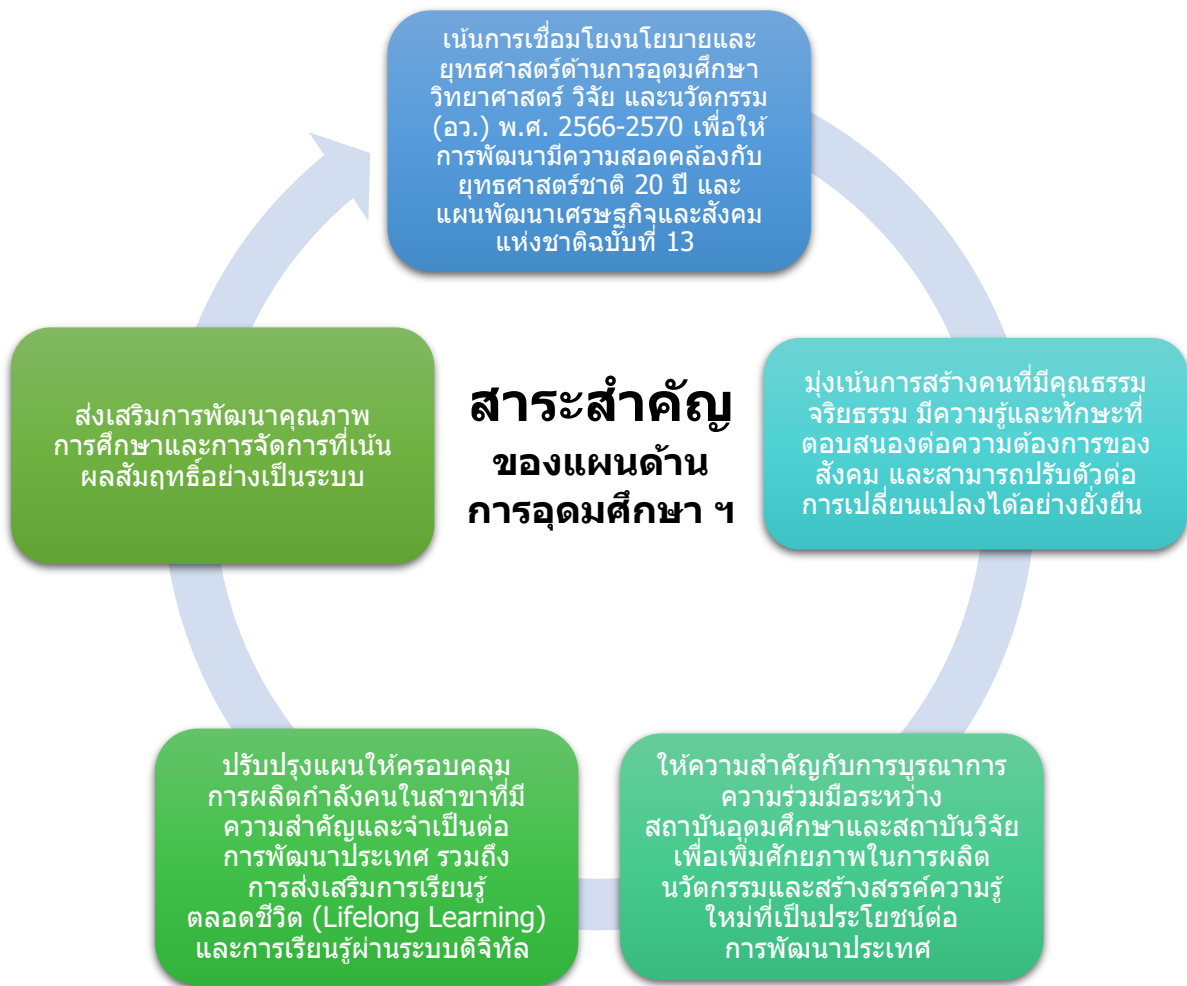 เน้นการเชื่อมโยงนโยบายและ
ยุทธศาสตร์ด้านการอุดมศึกษา
วิทยาศาสตร์ วิจัย และนวัตกรรม
(อว.) พ.ศ. 2566-2570 เพื่อให้
การพัฒนามีความสอดคล้องกับ
ยุทธศาสตร์ชาติ 20 ปี และ
แผนพัฒนาเศรษฐกิจและสังคม
แห่งชาติฉบับที่ 13
สาระสำคัญ
ของแผนด้าน
การอุดมศึกษา ฯ
มุ่งเน้นการสร้างคนที่มีคุณธรรม
จริยธรรม มีความรู้และทักษะที่
ตอบสนองต่อความต้องการของ
สังคม และสามารถปรับตัวต่อ
การเปลี่ยนแปลงได้อย่างยั่งยืน
ให้ความสำคัญกับการบูรณาการ
ความร่วมมือระหว่าง
สถาบันอุดมศึกษาและสถาบันวิจัย
เพื่อเพิ่มศักยภาพในการผลิต
นวัตกรรมและสร้างสรรค์ความรู้
ใหม่ที่เป็นประโยชน์ต่อ
การพัฒนาประเทศ
ปรับปรุงแผนให้ครอบคลุม
การผลิตกำลังคนในสาขาที่มี
ความสำคัญและจำเป็นต่อ
การพัฒนาประเทศ รวมถึง
การส่งเสริมการเรียนรู้
ตลอดชีวิต (Lifelong Learning)
และการเรียนรู้ผ่านระบบดิจิทัล
ส่งเสริมการพัฒนาคุณภาพ
การศึกษาและการจัดการที่เน้น
ผลสัมฤทธิ์อย่างเป็นระบบ